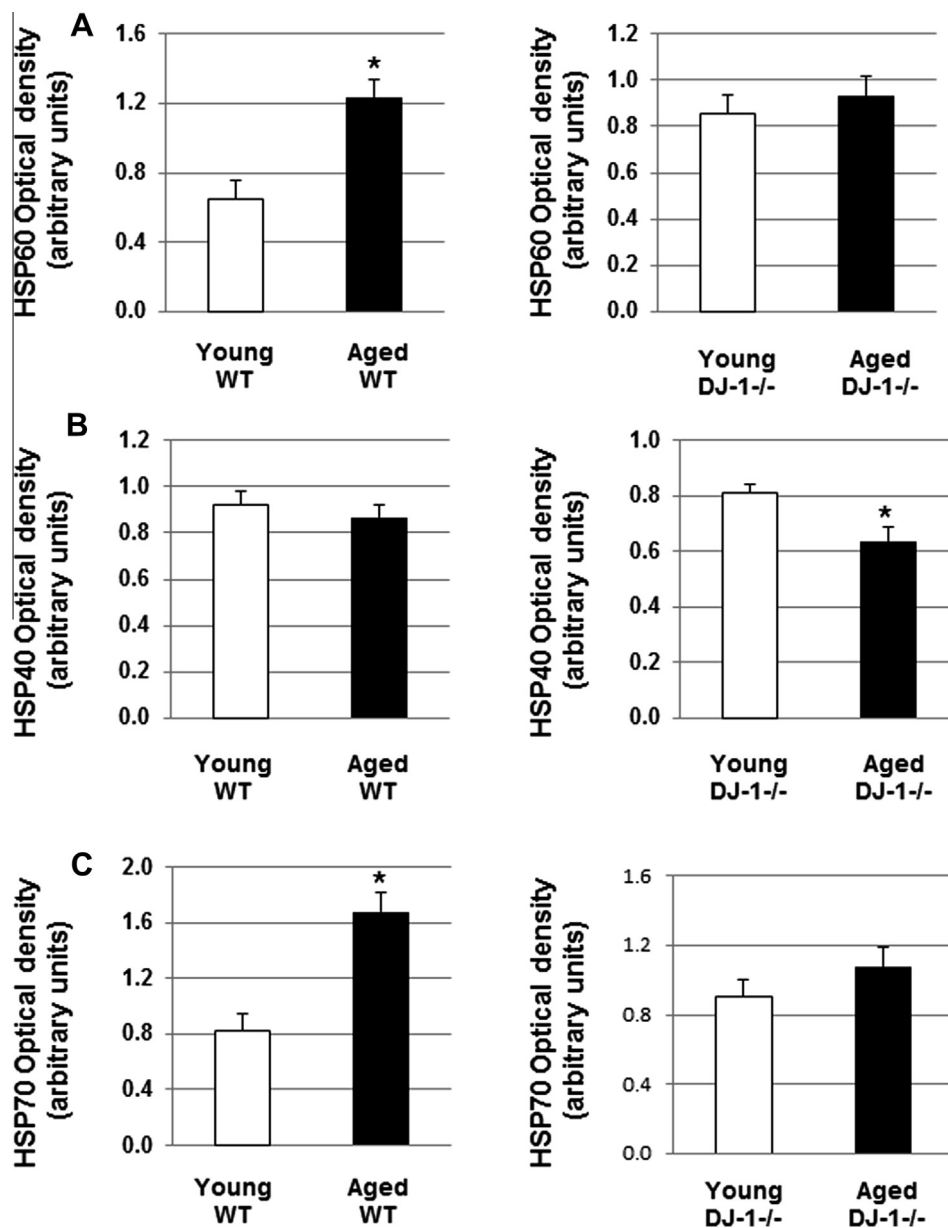 A
HSP60 Optical density
(arbitrary units)
1.6
1.2
0.8
0.4
0.0
*
Young
WT
Aged
WT
HSP60 Optical density
(arbitrary units)
1.2
1.0
0.8
0.6
0.4
0.2
0.0
Young
DJ-1-/-
Aged
DJ-1-/-
B
HSP40 Optical density
(arbitrary units)
1.2
1.0
0.8
0.6
0.4
0.2
0.0
Young
WT
Aged
WT
HSP40 Optical density
(arbitrary units)
1.0
0.8
0.6
0.4
0.2
0.0
*
Young
DJ-1-/-
Aged
DJ-1-/-
C
HSP70 Optical density
(arbitrary units)
2.0
1.6
1.2
0.8
0.4
0.0
*
Young
WT
Aged
WT
HSP70 Optical density
(arbitrary units)
1.6
1.2
0.8
0.4
0.0
Young
DJ-1-/-
Aged
DJ-1-/-